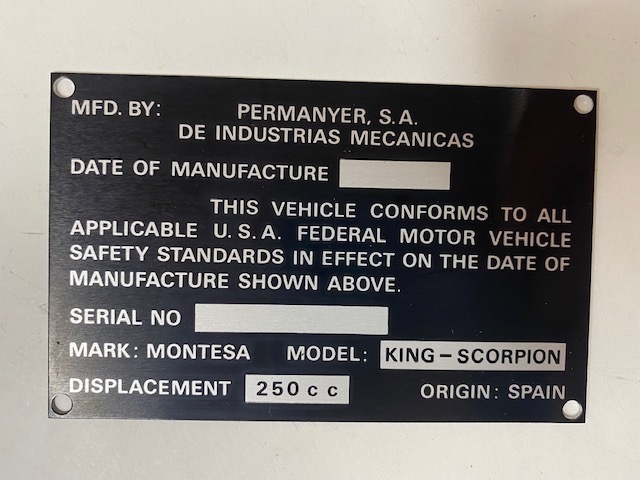 MFD. BY: PERMANYER, S.A.
DE INDUSTRIAS MECANICAS
DATE OF MANUFACTURE
THIS VEHICLE CONFORMS TO ALL
APPLICABLE U.S.A. FEDERAL MOTOR VEHICLE
SAFETY STANDARDS IN EFFECT ON THE DATE OF
MANUFACTURE SHOWN ABOVE.
SERIAL NO
MARK: MONTESA MODEL: KING-SCORPION
DISPLACEMENT 250 c c ORIGIN: SPAIN